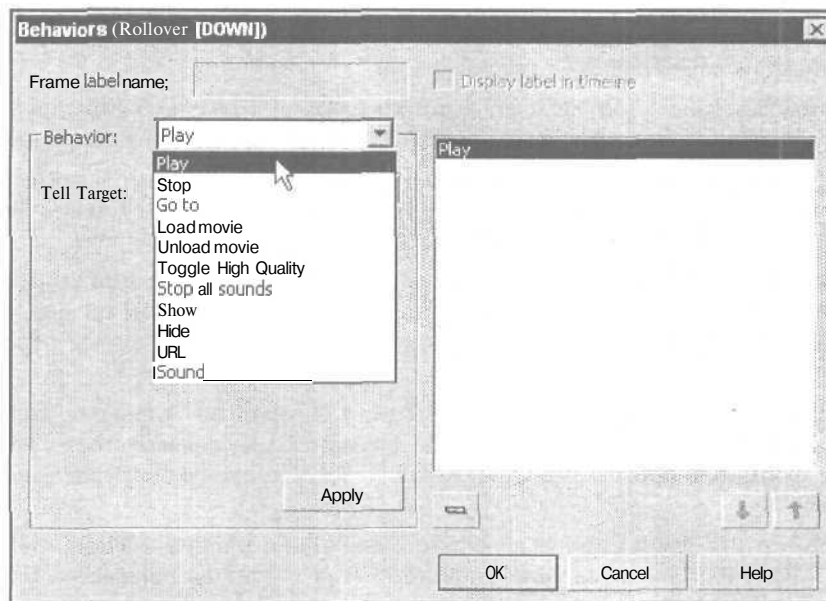 Behaviors (Rollover [DOWN])
Frame label name;
Display label in timeline
Behavior:
Play
Play
Tell Target:
Play
Stop
Go to
Load movie
Unload movie
Toggle High Quality
Stop all sounds
Show
Hide
URL
Sound
Apply
OK
Cancel
Help